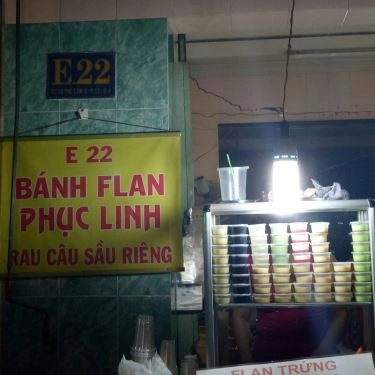 E.22
E 22
BÁNH FLAN
PHỤC LINH
RAU CÂU SẦU RIÊNG
FLAN TRỨNG